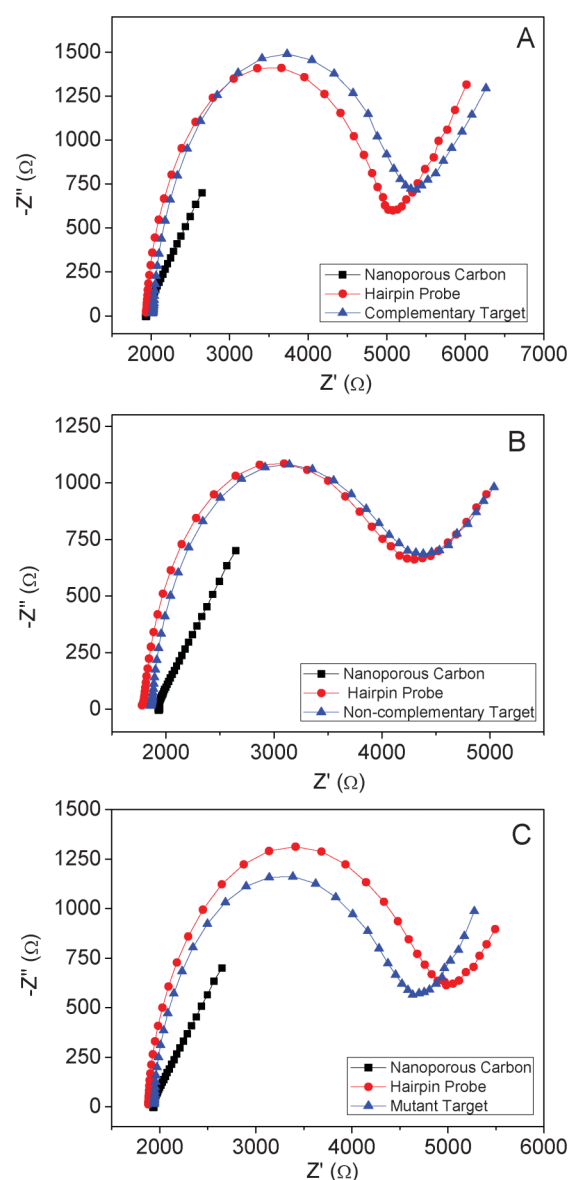 A
1500
1250
1000
750
500
250
0
-Z" (Ω)
Nanoporous Carbon
Hairpin Probe
Complementary Target
2000 3000 4000 5000 6000 7000
Z' (Ω)
B
1250
1000
750
500
250
0
-Z" (Ω)
Nanoporous Carbon
Hairpin Probe
Non-complementary Target
2000 3000 4000 5000
Z' (Ω)
C
1500
1250
1000
750
500
250
0
-Z" (Ω)
Nanoporous Carbon
Hairpin Probe
Mutant Target
2000 3000 4000 5000 6000
Z' (Ω)